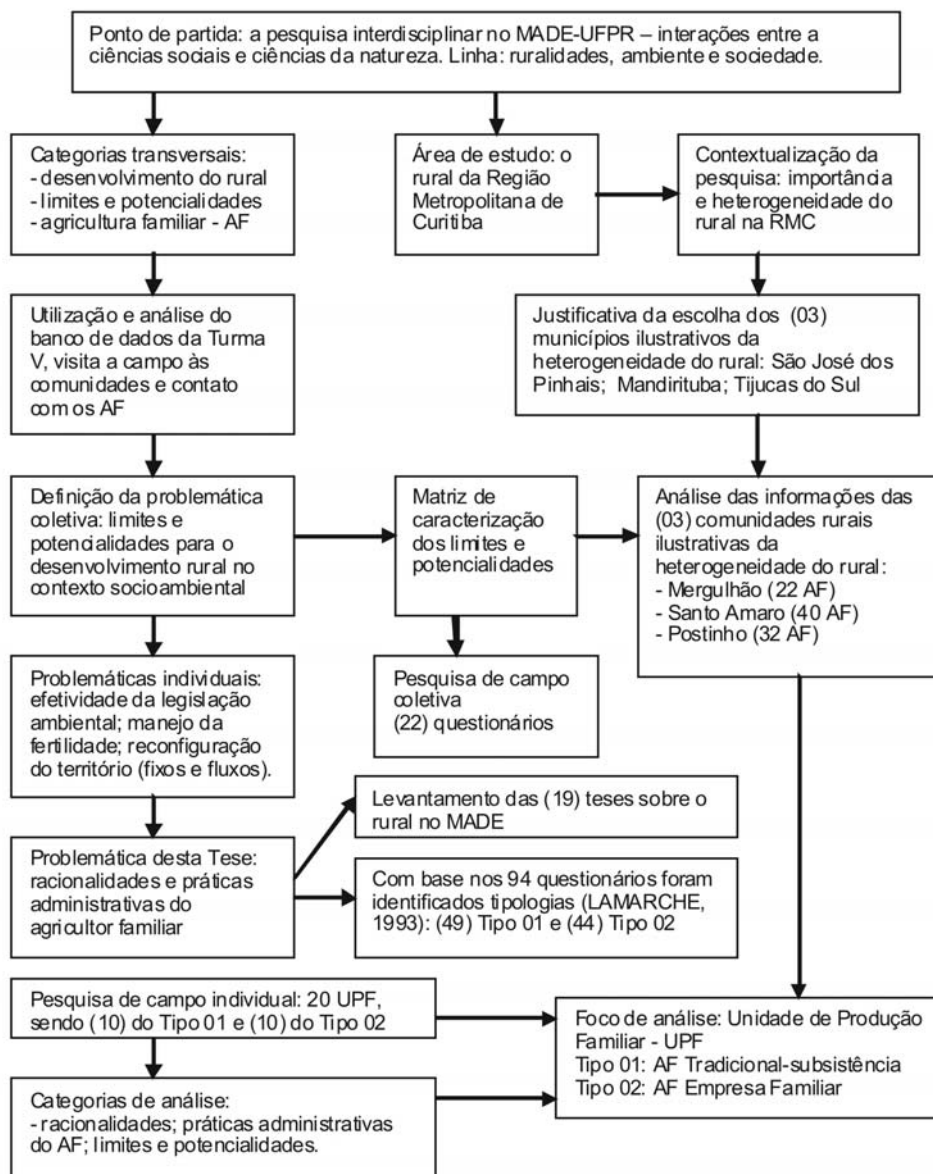 Ponto de partida: a pesquisa interdisciplinar no MADE-UFPR – interações entre a
ciências sociais e ciências da natureza. Linha: ruralidades, ambiente e sociedade.
Categorias transversais:
- desenvolvimento do rural
- limites e potencialidades
- agricultura familiar - AF
Área de estudo: o
rural da Região
Metropolitana de
Curitiba
Contextualização da
pesquisa: importância
e heterogeneidade do
rural na RMC
Utilização e análise do
banco de dados da Turma
V, visita a campo às
comunidades e contato
com os AF
Justificativa da escolha dos (03)
municípios ilustrativos da
heterogeneidade do rural: São José dos
Pinhais; Mandirituba; Tijucas do Sul
Definição da problemática
coletiva: limites e
potencialidades para o
desenvolvimento rural no
contexto socioambiental
Matriz de
caracterização
dos limites e
potencialidades
Análise das informações das
(03) comunidades rurais
ilustrativas da
heterogeneidade do rural:
- Mergulhão (22 AF)
- Santo Amaro (40 AF)
- Postinho (32 AF)
Problemáticas individuais:
efetividade da legislação
ambiental; manejo da
fertilidade; reconfiguração
do território (fixos e fluxos).
Pesquisa de campo
coletiva
(22) questionários
Levantamento das (19) teses sobre o
rural no MADE
Problemática desta Tese:
racionalidades e práticas
administrativas do
agricultor familiar
Com base nos 94 questionários foram
identificados tipologias (LAMARCHE,
1993): (49) Tipo 01 e (44) Tipo 02
Pesquisa de campo individual: 20 UPF,
sendo (10) do Tipo 01 e (10) do Tipo 02
Foco de análise: Unidade de Produção
Familiar - UPF
Tipo 01: AF Tradicional-subsistência
Tipo 02: AF Empresa Familiar
Categorias de análise:
- racionalidades; práticas administrativas
do AF; limites e potencialidades.